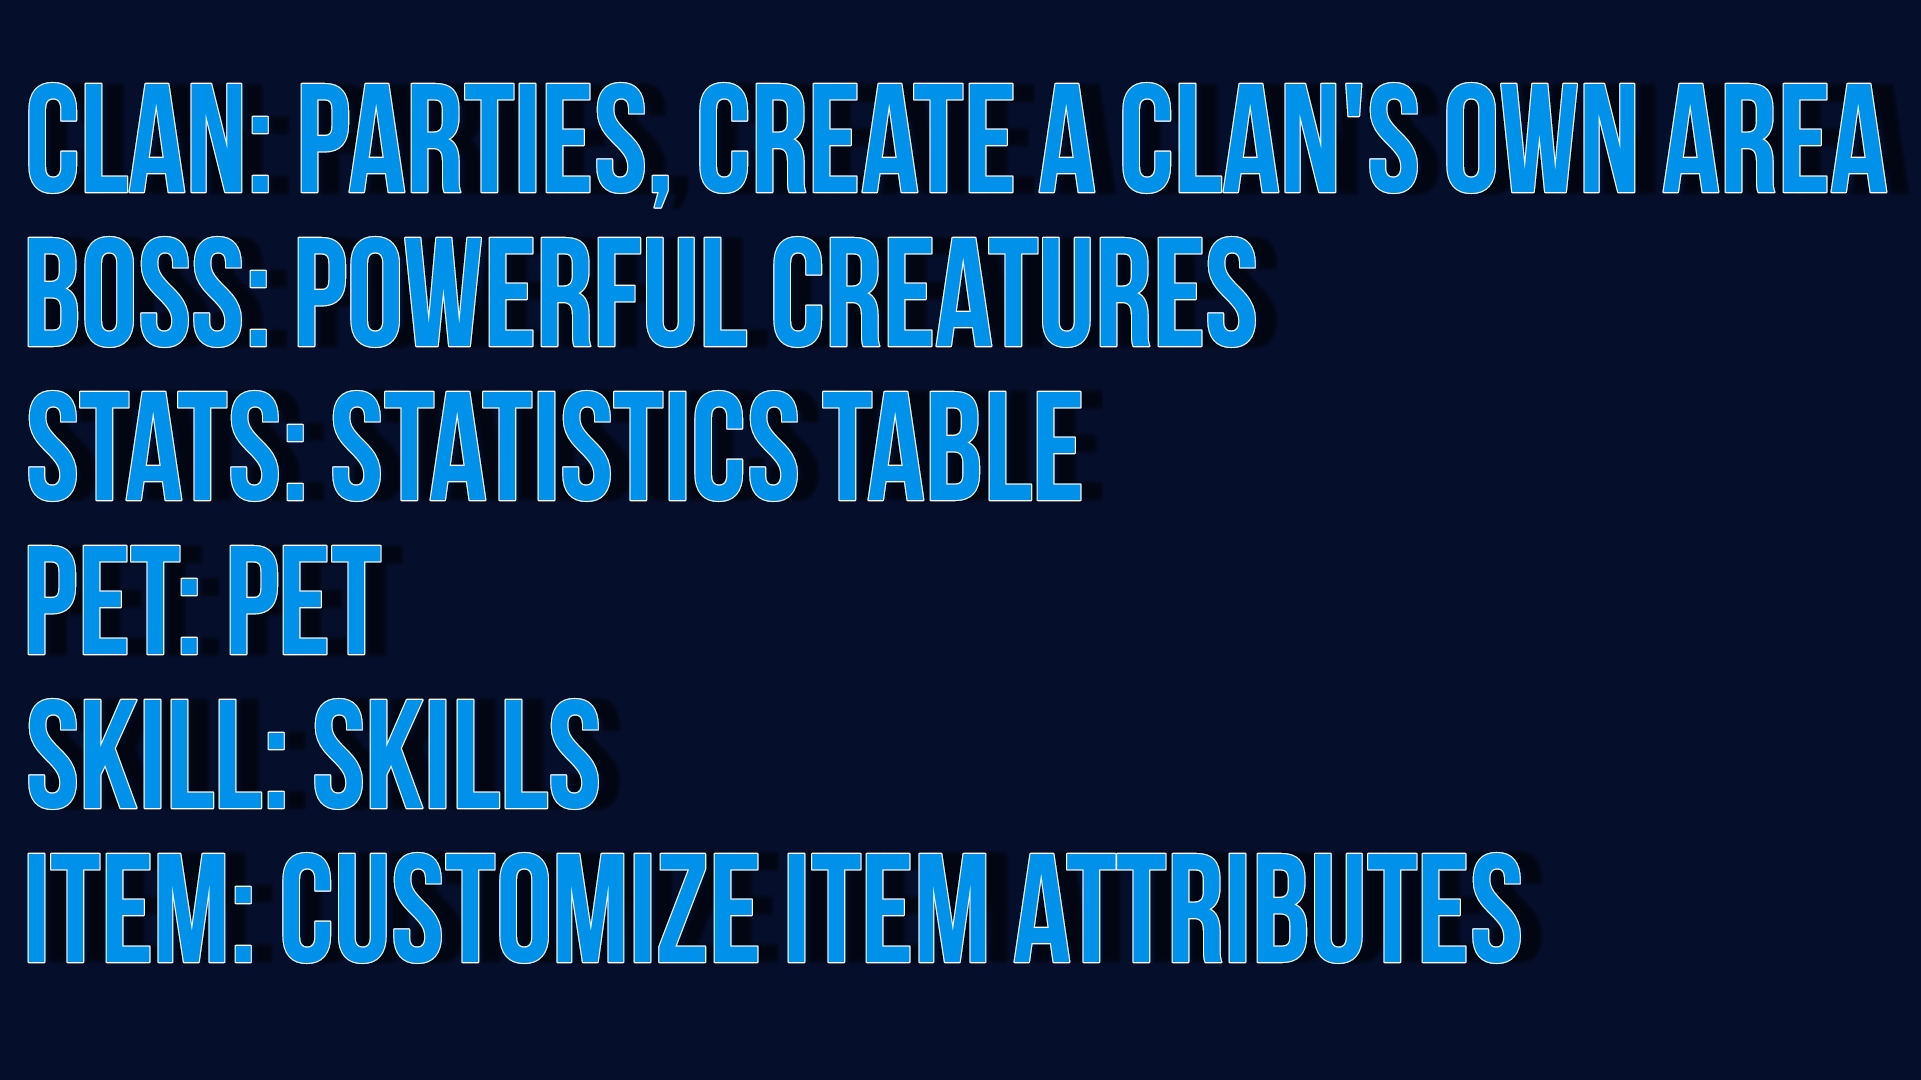 CLAN: PARTIES, CREATE A CLAN'S OWN AREA
BOSS: POWERFUL CREATURES
STATS: STATISTICS TABLE
PET: PET
SKILL: SKILLS
ITEM: CUSTOMIZE ITEM ATTRIBUTES